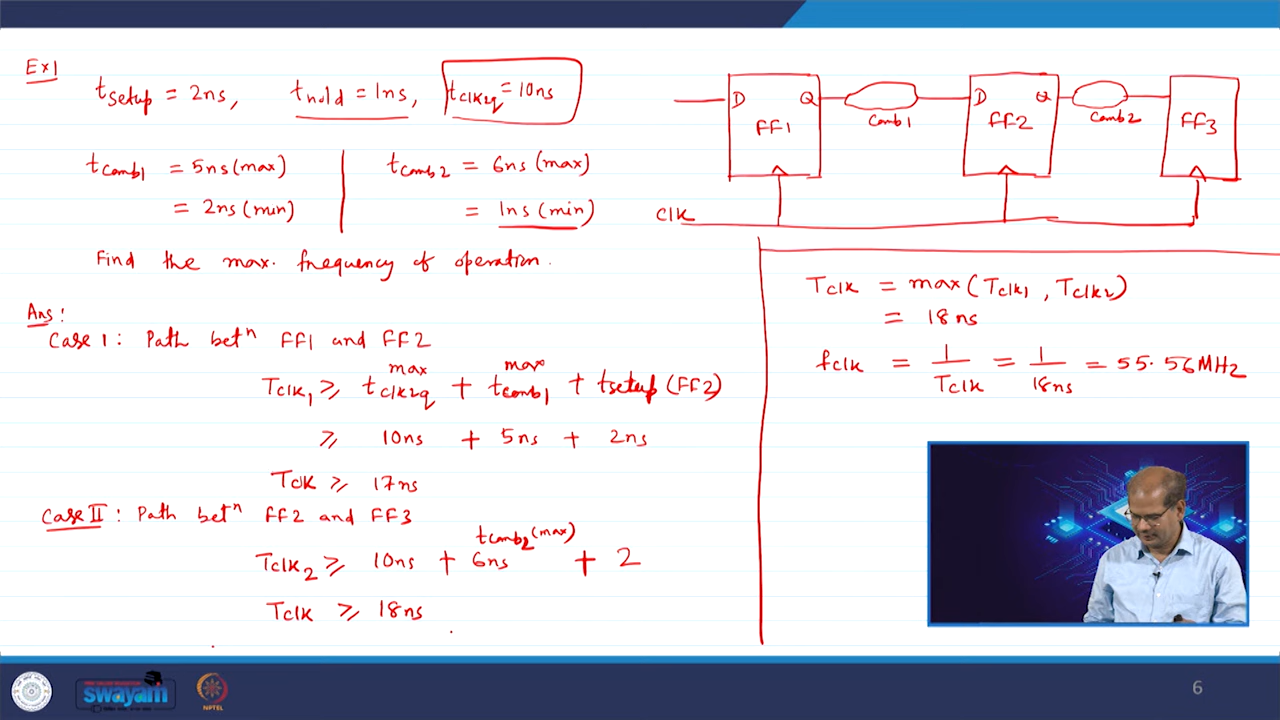 Ex1
tsetup = 2ns, thold = 1ns, tclk2q = 10ns
tcomb1 = 5ns (max)
= 2ns (min)
tcomb2 = 6ns (max)
= 1ns (min)
Find the max. frequency of operation.
Ans:
Case I: Path betⁿ FF1 and FF2
Tclk1 ≥ tclk2q max + tcomb1 max + tsetup (FF2)
≥ 10ns + 5ns + 2ns
Tclk ≥ 17ns
Case II: Path betⁿ FF2 and FF3
Tclk2 ≥ 10ns + 6ns tcomb2 (max) + 2
Tclk ≥ 18ns
D Q
FF1
Comb1
D Q
FF2
Comb2
FF3
Clk
Tclk = max (Tclk1, Tclk2)
= 18ns
fclk = 1/Tclk = 1/18ns = 55.56MHz
swayam
NPTEL
6